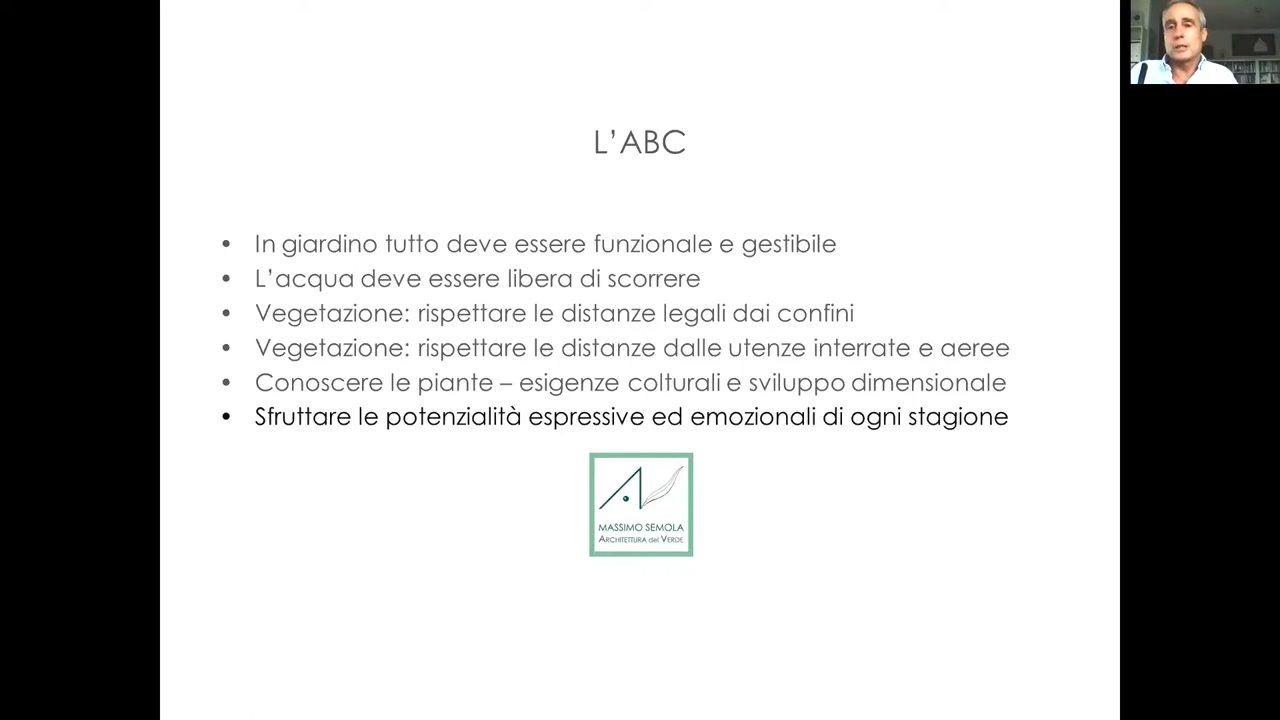 L'ABC
• In giardino tutto deve essere funzionale e gestibile
• L'acqua deve essere libera di scorrere
• Vegetazione: rispettare le distanze legali dai confini
• Vegetazione: rispettare le distanze dalle utenze interrate e aeree
• Conoscere le piante – esigenze colturali e sviluppo dimensionale
• Sfruttare le potenzialità espressive ed emozionali di ogni stagione
MASSIMO SEMOLA
ARCHITETTURA del VERDE